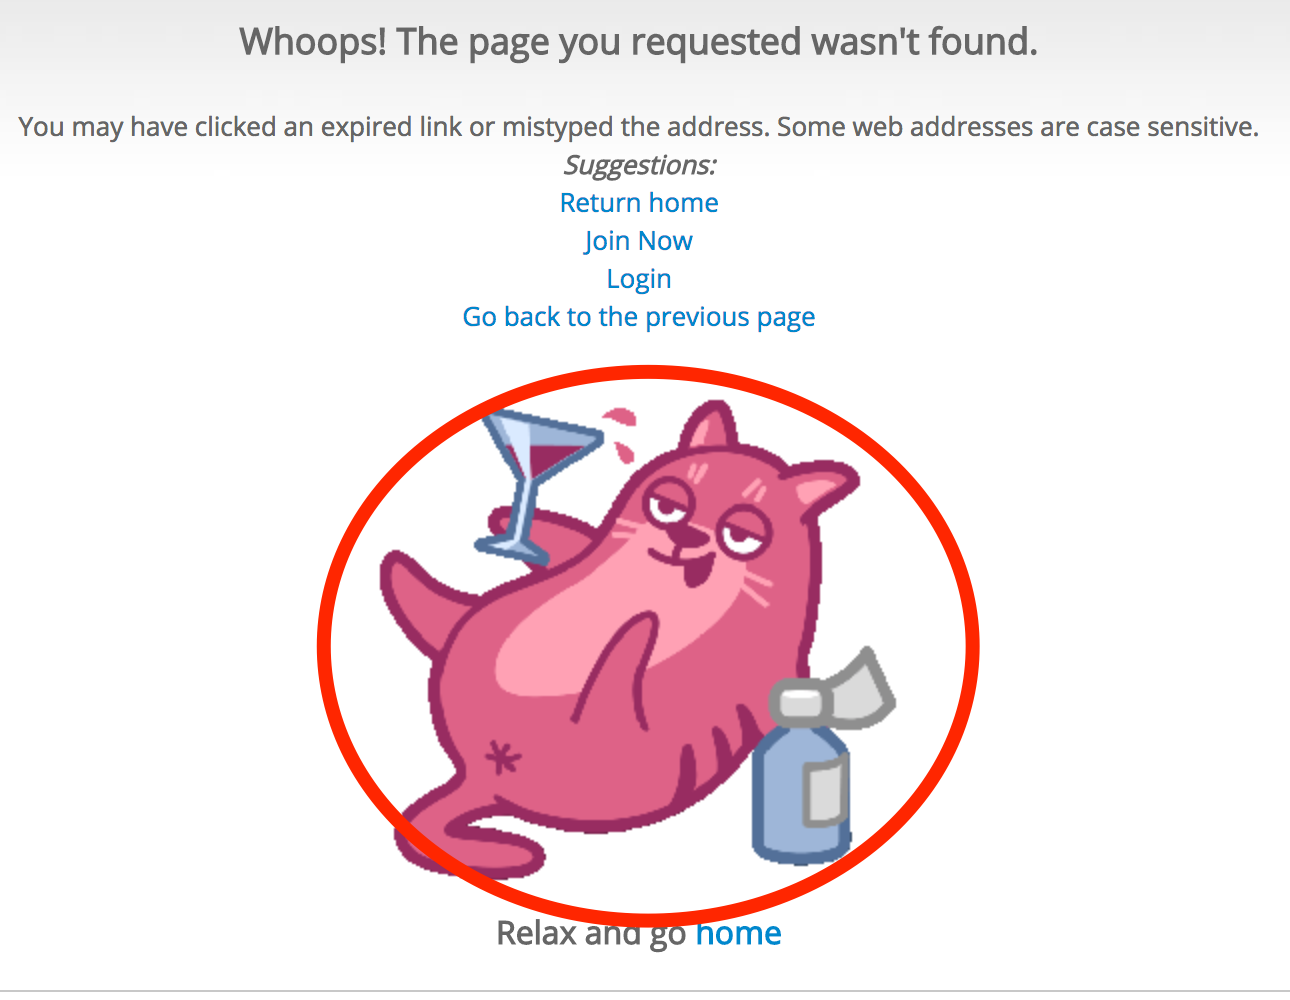 Whoops! The page you requested wasn't found.
You may have clicked an expired link or mistyped the address. Some web addresses are case sensitive.
Suggestions:
Return home
Join Now
Login
Go back to the previous page
Relax and go home